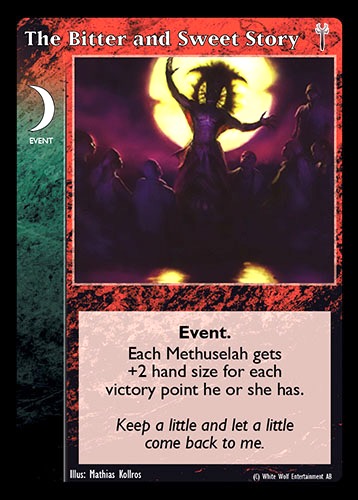 The Bitter and Sweet Story
EVENT
Event.
Each Methuselah gets
+2 hand size for each
victory point he or she has.
Keep a little and let a little
come back to me.
Illus: Mathias Kollros
(C) White Wolf Entertainment AB